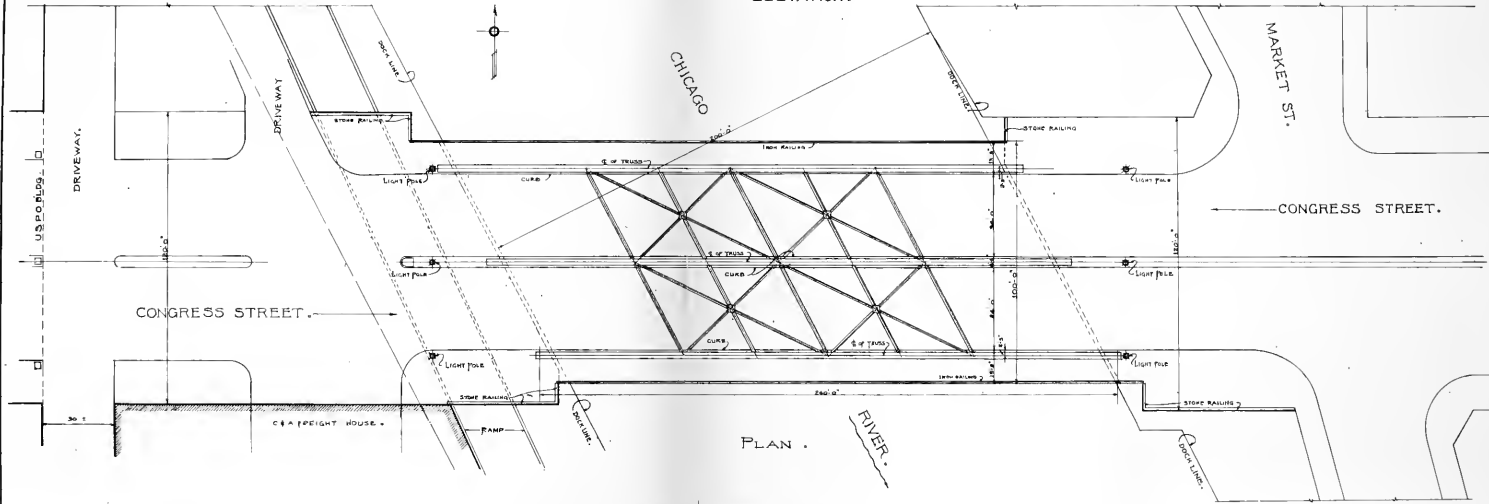 CHICAGO
MARKET ST.
DOCK LINE.
DOCK LINE.
DRIVEWAY
DRIVEWAY.
STONE RAILING
200'-0"
STONE RAILING
IRON RAILING
℄ OF TRUSS
LIGHT POLE
CURB
LIGHT POLE
U.S.P.O. BLDG.
120'-0"
CONGRESS STREET.
℄ OF TRUSS
CURB
LIGHT POLE
LIGHT POLE
100'-0"
120'-0"
CONGRESS STREET.
CURB
℄ OF TRUSS
LIGHT POLE
LIGHT POLE
IRON RAILING
STONE RAILING
260'-0"
STONE RAILING
C & A FREIGHT HOUSE.
RAMP
DOCK LINE.
PLAN.
RIVER.
DOCK LINE.